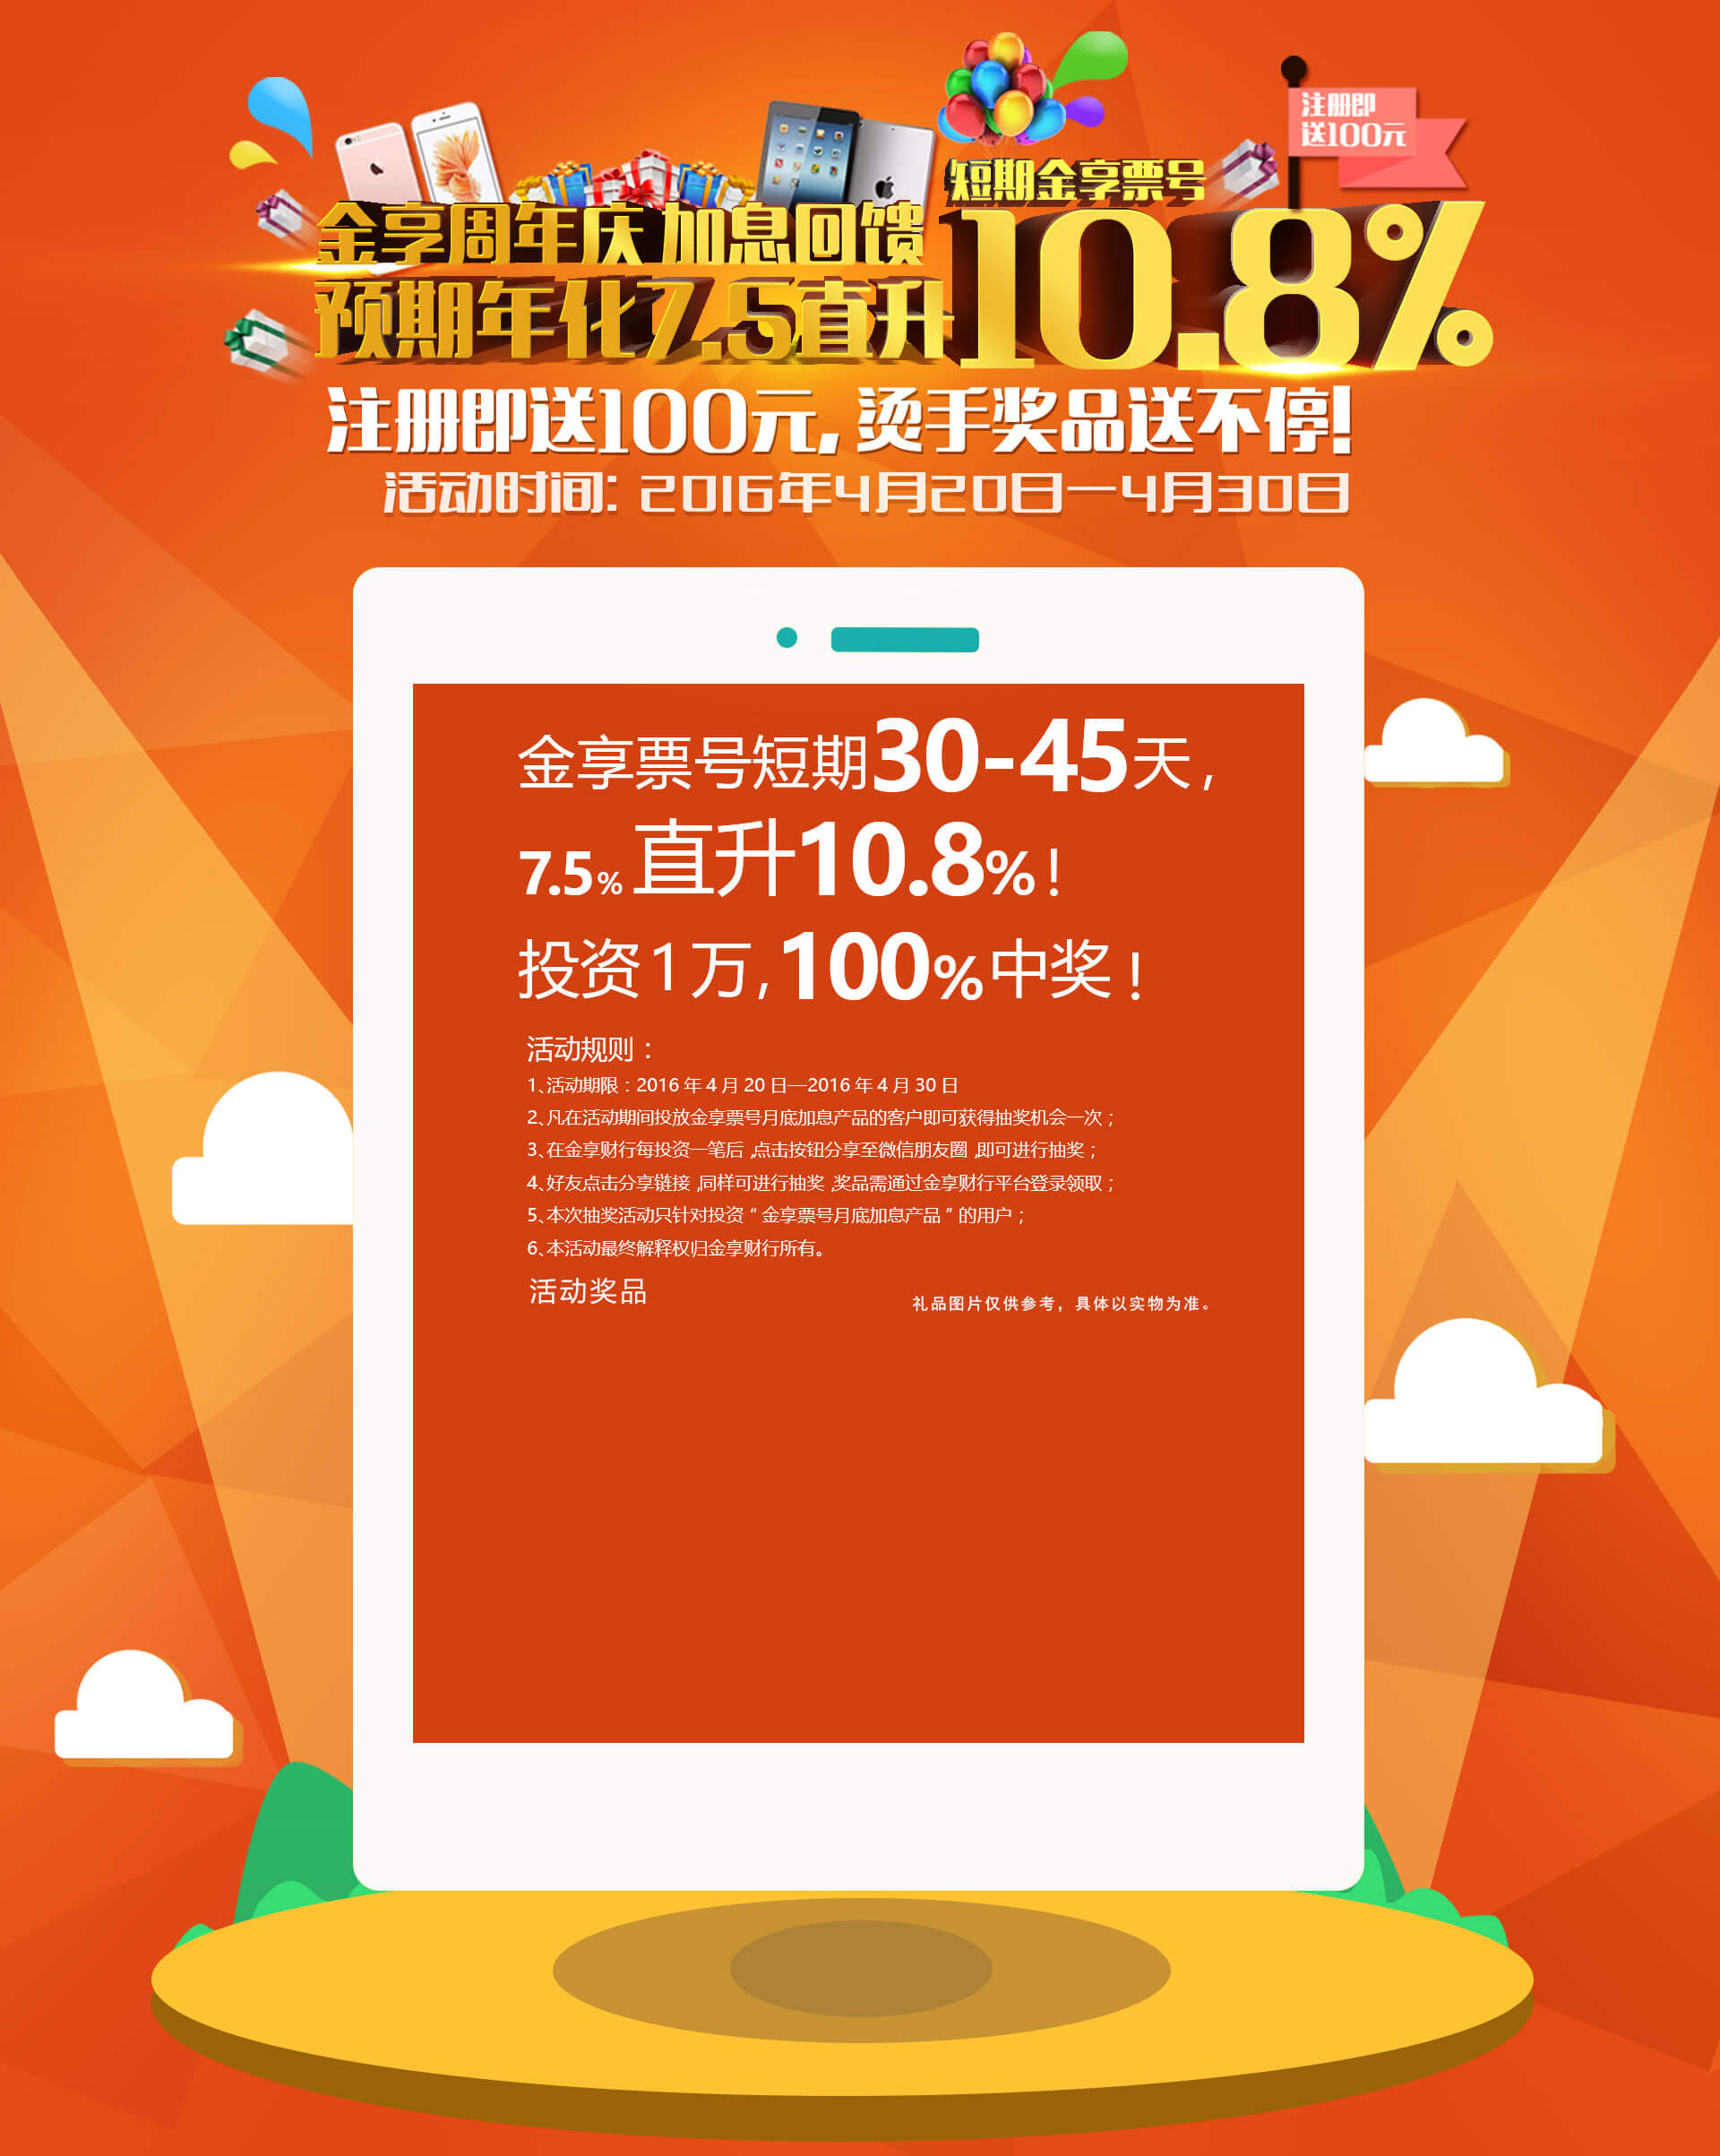 注册即
送100元
短期金享票号
金享周年庆 加息回馈
预期年化7.5直升10.8%
注册即送100元,烫手奖品送不停!
活动时间: 2016年4月20日—4月30日
金享票号短期30-45天,
7.5%直升10.8%!
投资1万,100%中奖!
活动规则:
1、活动期限:2016年4月20日—2016年4月30日
2、凡在活动期间投放金享票号月底加息产品的客户即可获得抽奖机会一次;
3、在金享财行每投资一笔后,点击按钮分享至微信朋友圈,即可进行抽奖;
4、好友点击分享链接,同样可进行抽奖,奖品需通过金享财行平台登录领取;
5、本次抽奖活动只针对投资“金享票号月底加息产品”的用户;
6、本活动最终解释权归金享财行所有。
活动奖品
礼品图片仅供参考，具体以实物为准。